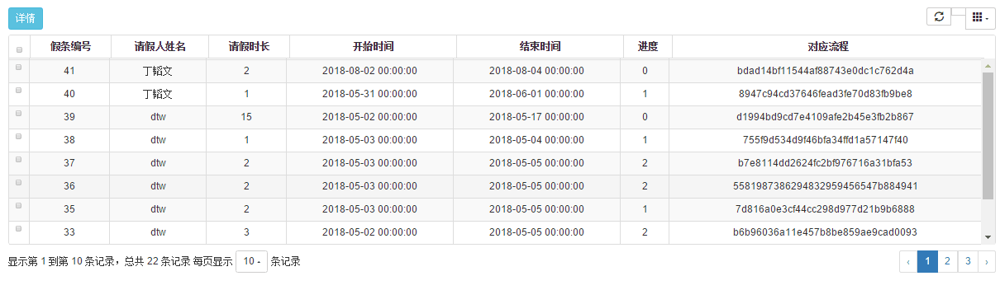 详情
假条编号 请假人姓名 请假时长 开始时间 结束时间 进度 对应流程
41 丁韬文 2 2018-08-02 00:00:00 2018-08-04 00:00:00 0 bdad14bf11544af88743e0dc1c762d4a
40 丁韬文 1 2018-05-31 00:00:00 2018-06-01 00:00:00 1 8947c94cd37646fead3fe70d83fb9be8
39 dtw 15 2018-05-02 00:00:00 2018-05-17 00:00:00 0 d1994bd9cd7e4109afe2b45e3fb2b867
38 dtw 1 2018-05-03 00:00:00 2018-05-04 00:00:00 1 755f9d534d9f46bfa34ffd1a57147f40
37 dtw 2 2018-05-03 00:00:00 2018-05-05 00:00:00 2 b7e8114dd2624fc2bf976716a31bfa53
36 dtw 2 2018-05-03 00:00:00 2018-05-05 00:00:00 2 5581987386294832959456547b884941
35 dtw 2 2018-05-03 00:00:00 2018-05-05 00:00:00 1 7d816a0e3cf44cc298d977d21b9b6888
33 dtw 3 2018-05-02 00:00:00 2018-05-05 00:00:00 2 b6b96036a11e457b8be859ae9cad0093
显示第 1 到第 10 条记录，总共 22 条记录 每页显示 10 条记录 ‹ 1 2 3 ›